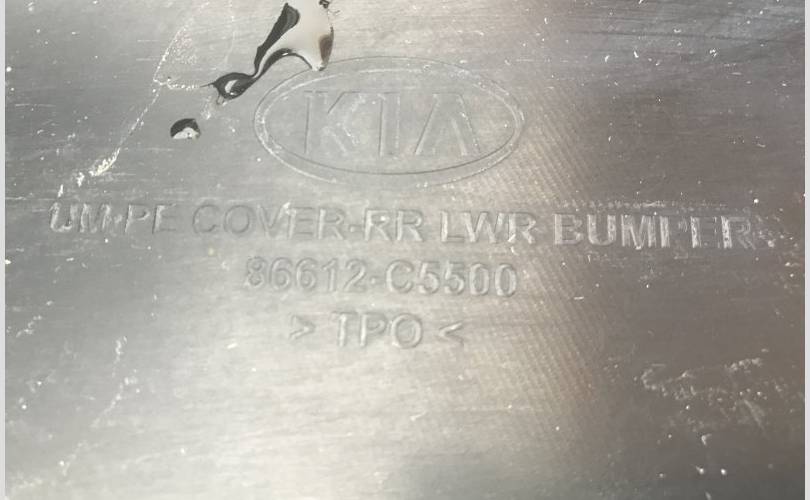 KIA
UM-PE COVER-RR LWR BUMPER
86612-C5500
> TPO <